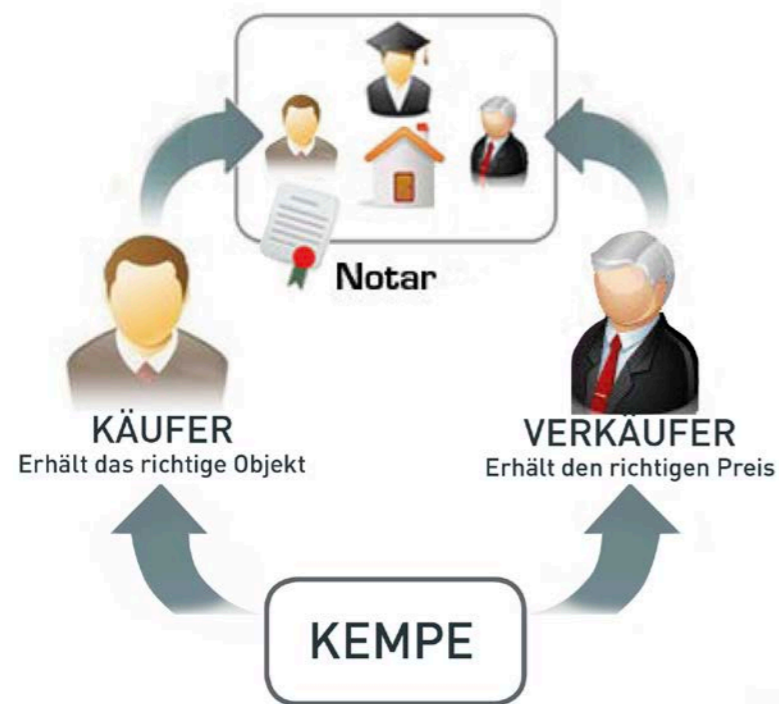 Notar
KÄUFER
Erhält das richtige Objekt
VERKÄUFER
Erhält den richtigen Preis
KEMPE